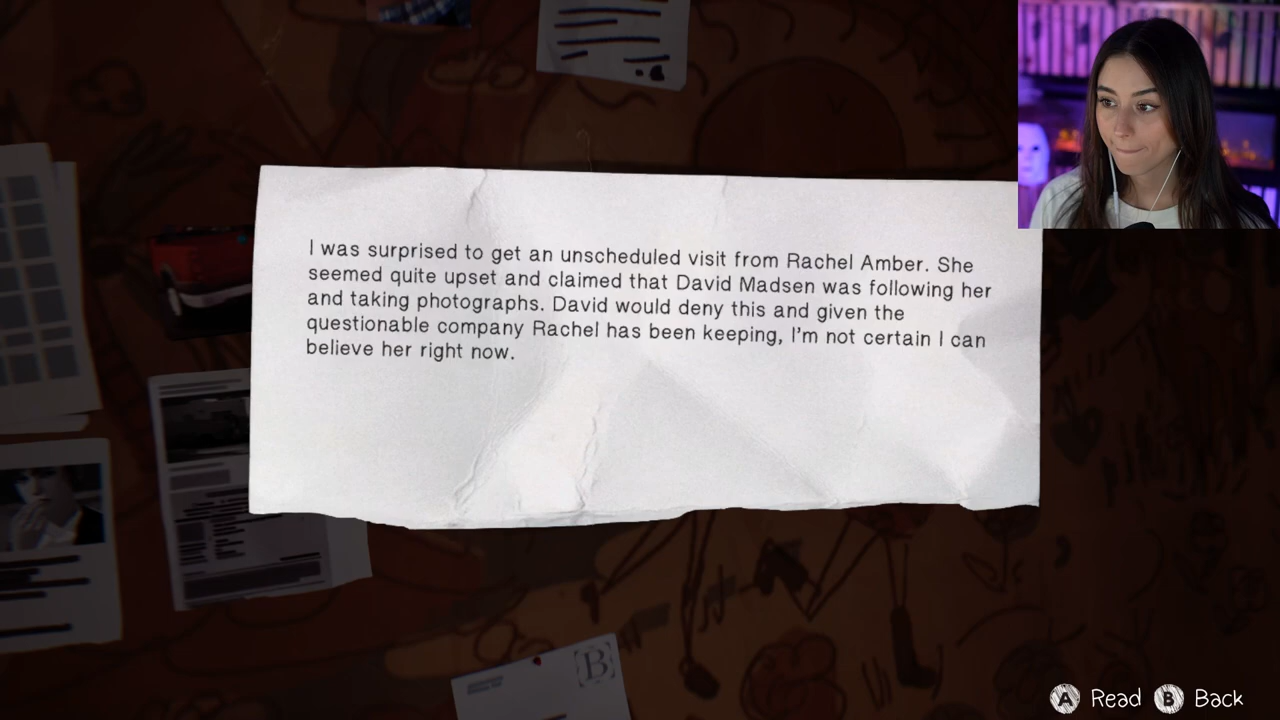 I was surprised to get an unscheduled visit from Rachel Amber. She
seemed quite upset and claimed that David Madsen was following her
and taking photographs. David would deny this and given the
questionable company Rachel has been keeping, I'm not certain I can
believe her right now.
B
A Read B Back